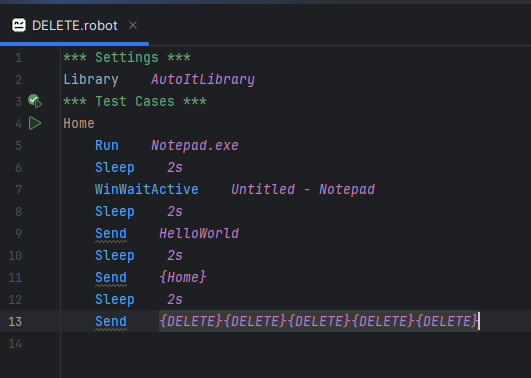 DELETE.robot ×
1 *** Settings ***
2 Library    AutoItLibrary
3 *** Test Cases ***
4 Home
5     Run    Notepad.exe
6     Sleep    2s
7     WinWaitActive    Untitled - Notepad
8     Sleep    2s
9     Send    HelloWorld
10     Sleep    2s
11     Send    {Home}
12     Sleep    2s
13     Send    {DELETE}{DELETE}{DELETE}{DELETE}{DELETE}
14